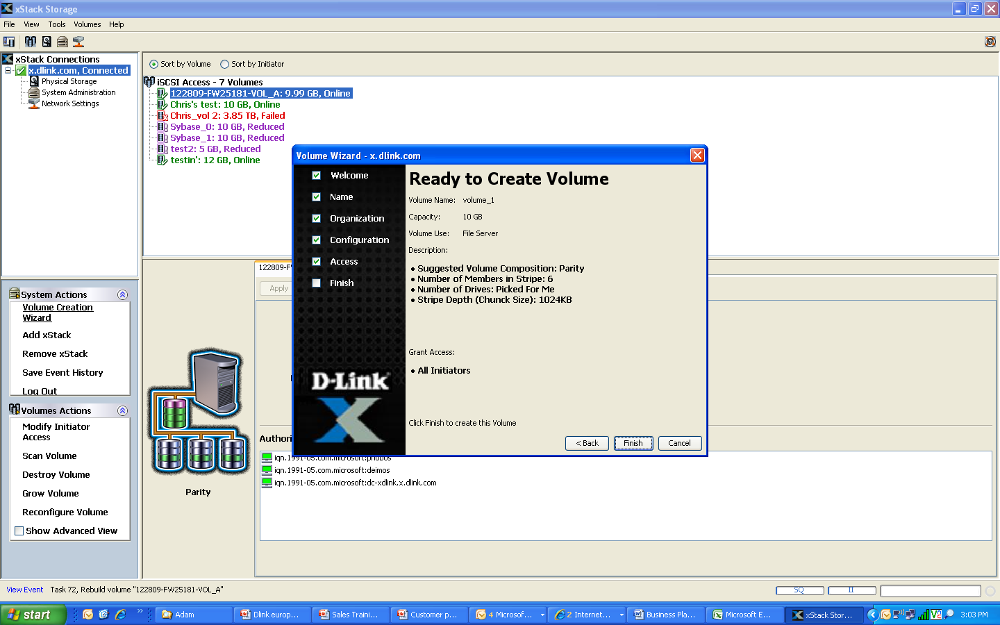 xStack Storage
File View Tools Volumes Help
xStack Connections
x.dlink.com, Connected
Physical Storage
System Administration
Network Settings
Sort by Volume Sort by Initiator
iSCSI Access - 7 Volumes
122809-FW25181-VOL_A: 9.99 GB, Online
Chris's test: 10 GB, Online
Chris_vol 2: 3.85 TB, Failed
Sybase_0: 10 GB, Reduced
Sybase_1: 10 GB, Reduced
test2: 5 GB, Reduced
testin': 12 GB, Online
Volume Wizard - x.dlink.com
Welcome
Name
Organization
Configuration
Access
Finish
D-Link
Ready to Create Volume
Volume Name: volume_1
Capacity: 10 GB
Volume Use: File Server
Description:
• Suggested Volume Composition: Parity
• Number of Members in Stripe: 6
• Number of Drives: Picked For Me
• Stripe Depth (Chunck Size): 1024KB
Grant Access:
• All Initiators
Click Finish to create this Volume
< Back Finish Cancel
System Actions
Volume Creation
Wizard
Add xStack
Remove xStack
Save Event History
Log Out
Volumes Actions
Modify Initiator
Access
Scan Volume
Destroy Volume
Grow Volume
Reconfigure Volume
Show Advanced View
Parity
122809-F
Apply
Authori
iqn.1991-05.com.microsoft:phobos
iqn.1991-05.com.microsoft:deimos
iqn.1991-05.com.microsoft:dc-xdlink.x.dlink.com
View Event Task 72, Rebuild volume "122809-FW25181-VOL_A"
SQ II
start
Adam
Dlink europ...
Sales Traini...
Customer p...
4 Microsof...
2 Internet...
Business Pla...
Microsoft E...
xStack Stor...
V2
3:03 PM